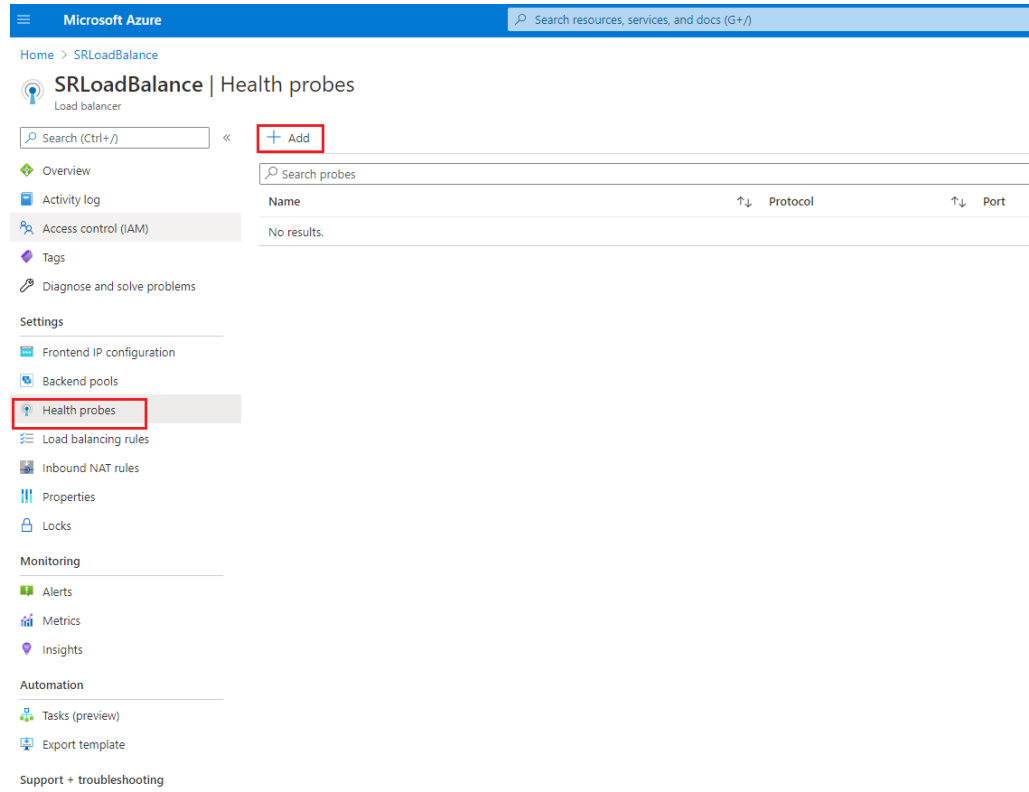 Microsoft Azure
Search resources, services, and docs (G+/)
Home > SRLoadBalance
SRLoadBalance | Health probes
Load balancer
Search (Ctrl+/)
«
+ Add
Overview
Search probes
Activity log
Name ↑↓ Protocol ↑↓ Port
Access control (IAM)
No results.
Tags
Diagnose and solve problems
Settings
Frontend IP configuration
Backend pools
Health probes
Load balancing rules
Inbound NAT rules
Properties
Locks
Monitoring
Alerts
Metrics
Insights
Automation
Tasks (preview)
Export template
Support + troubleshooting